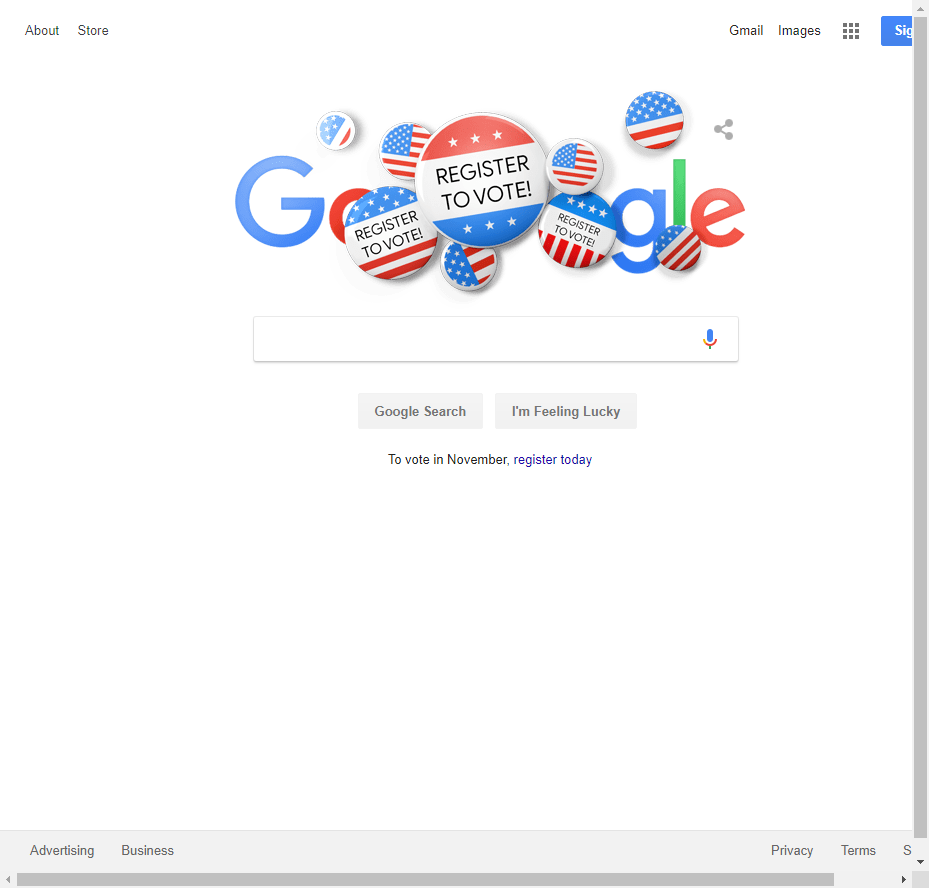 About
Store
Gmail
Images
Sig
REGISTER
TO VOTE!
REGISTER
TO VOTE!
REGISTER
TO VOTE!
Google
Google Search
I'm Feeling Lucky
To vote in November, register today
Advertising
Business
Privacy
Terms
S